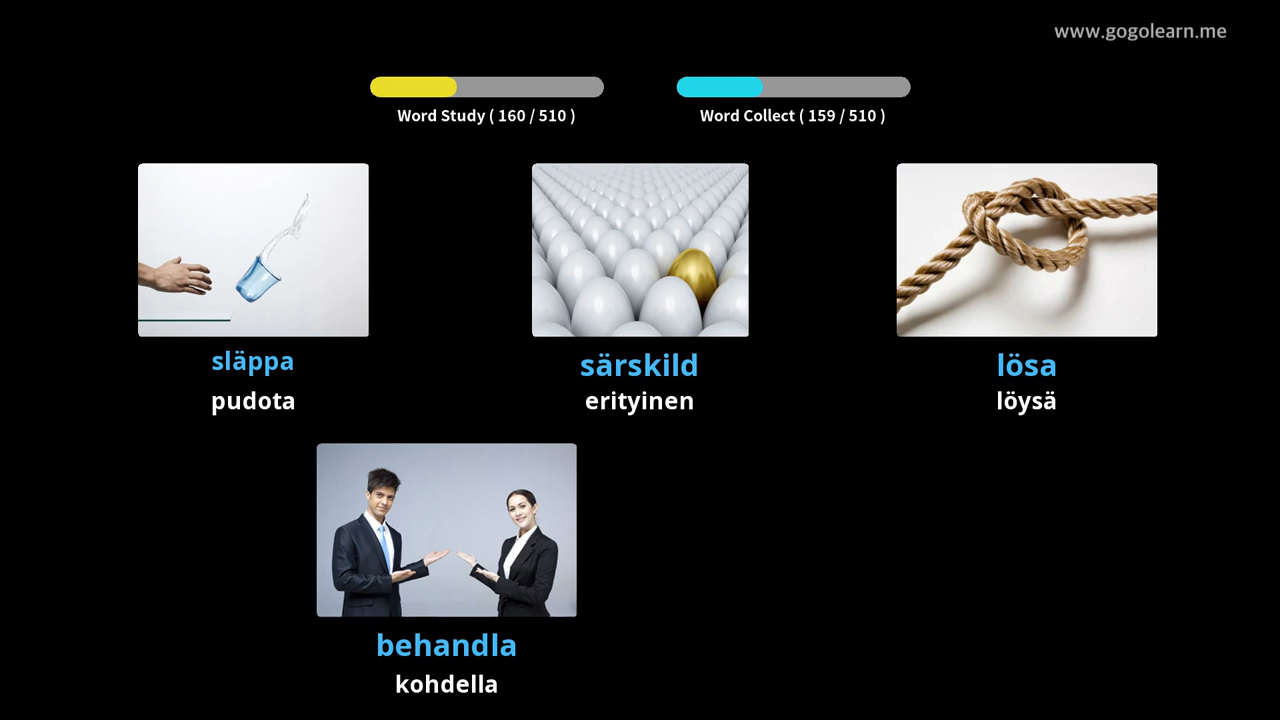 www.gogolearn.me
Word Study ( 160 / 510 )
Word Collect ( 159 / 510 )
släppa
pudota
särskild
erityinen
lösa
löysä
behandla
kohdella